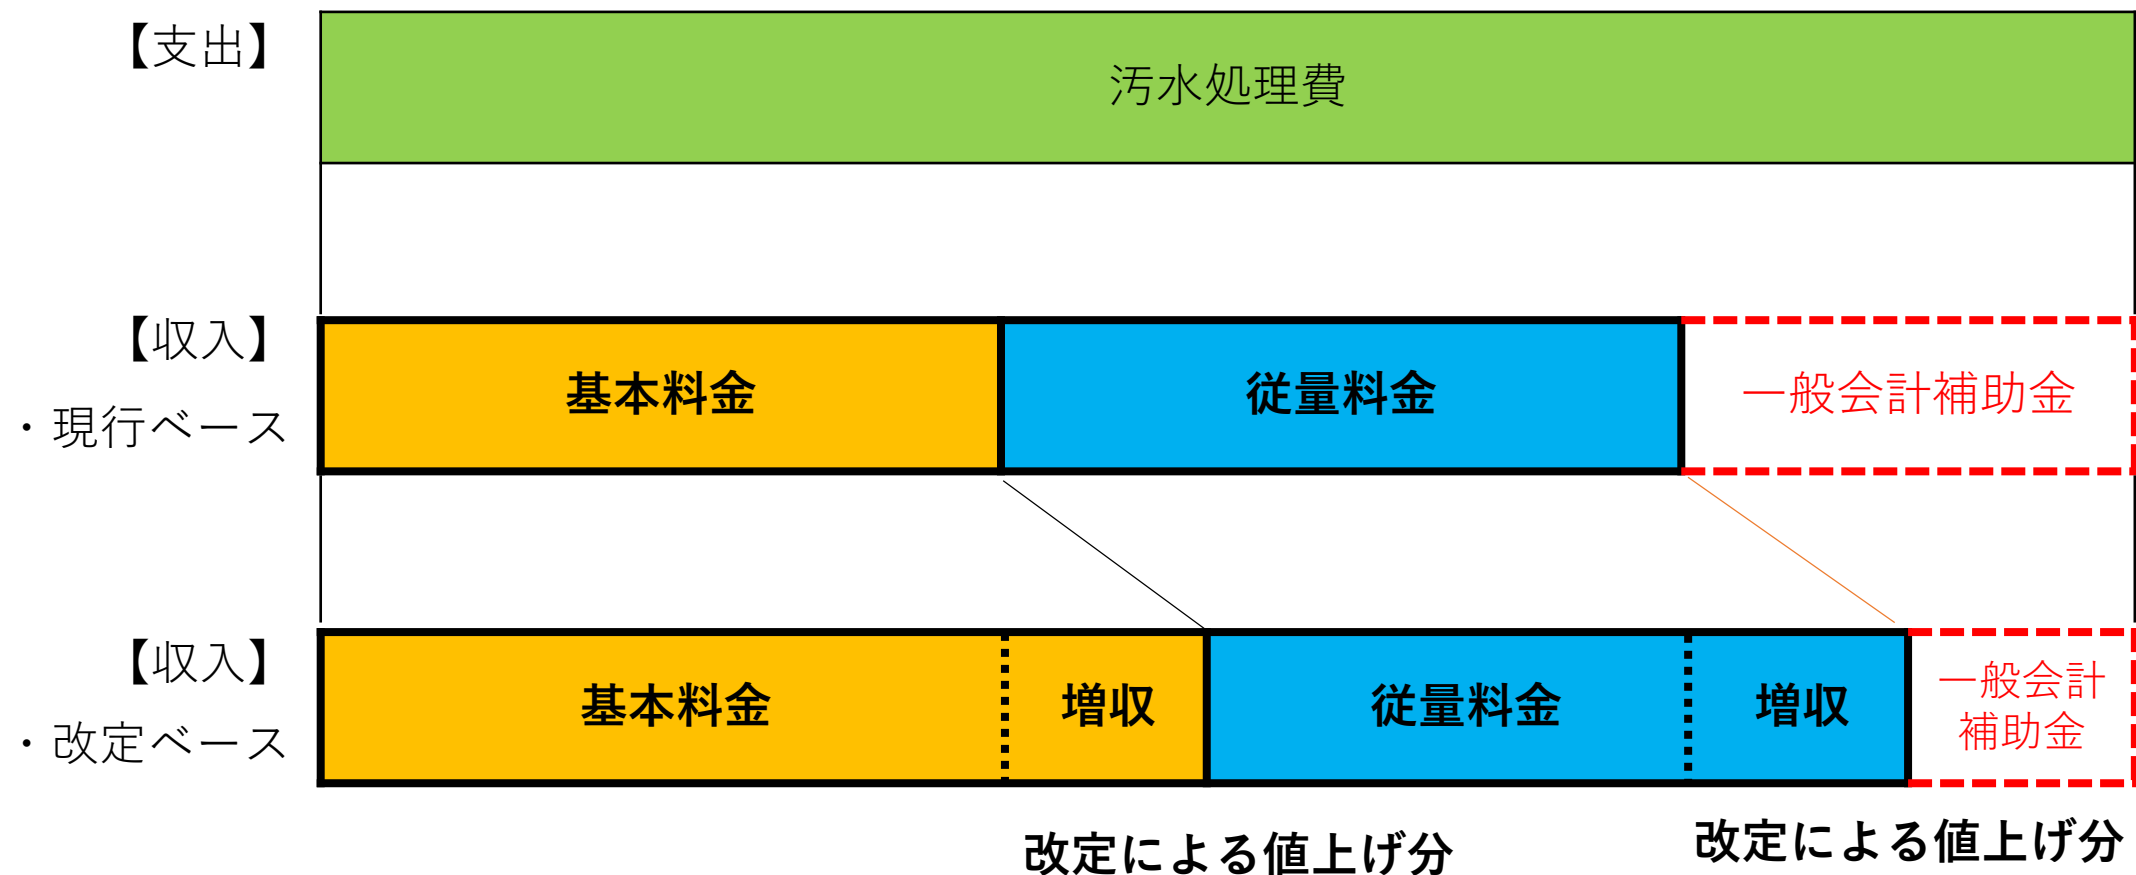 【支出】
汚水処理費
【収入】
・現行ベース
基本料金
従量料金
一般会計補助金
【収入】
・改定ベース
基本料金
増収
従量料金
増収
一般会計
補助金
改定による値上げ分
改定による値上げ分